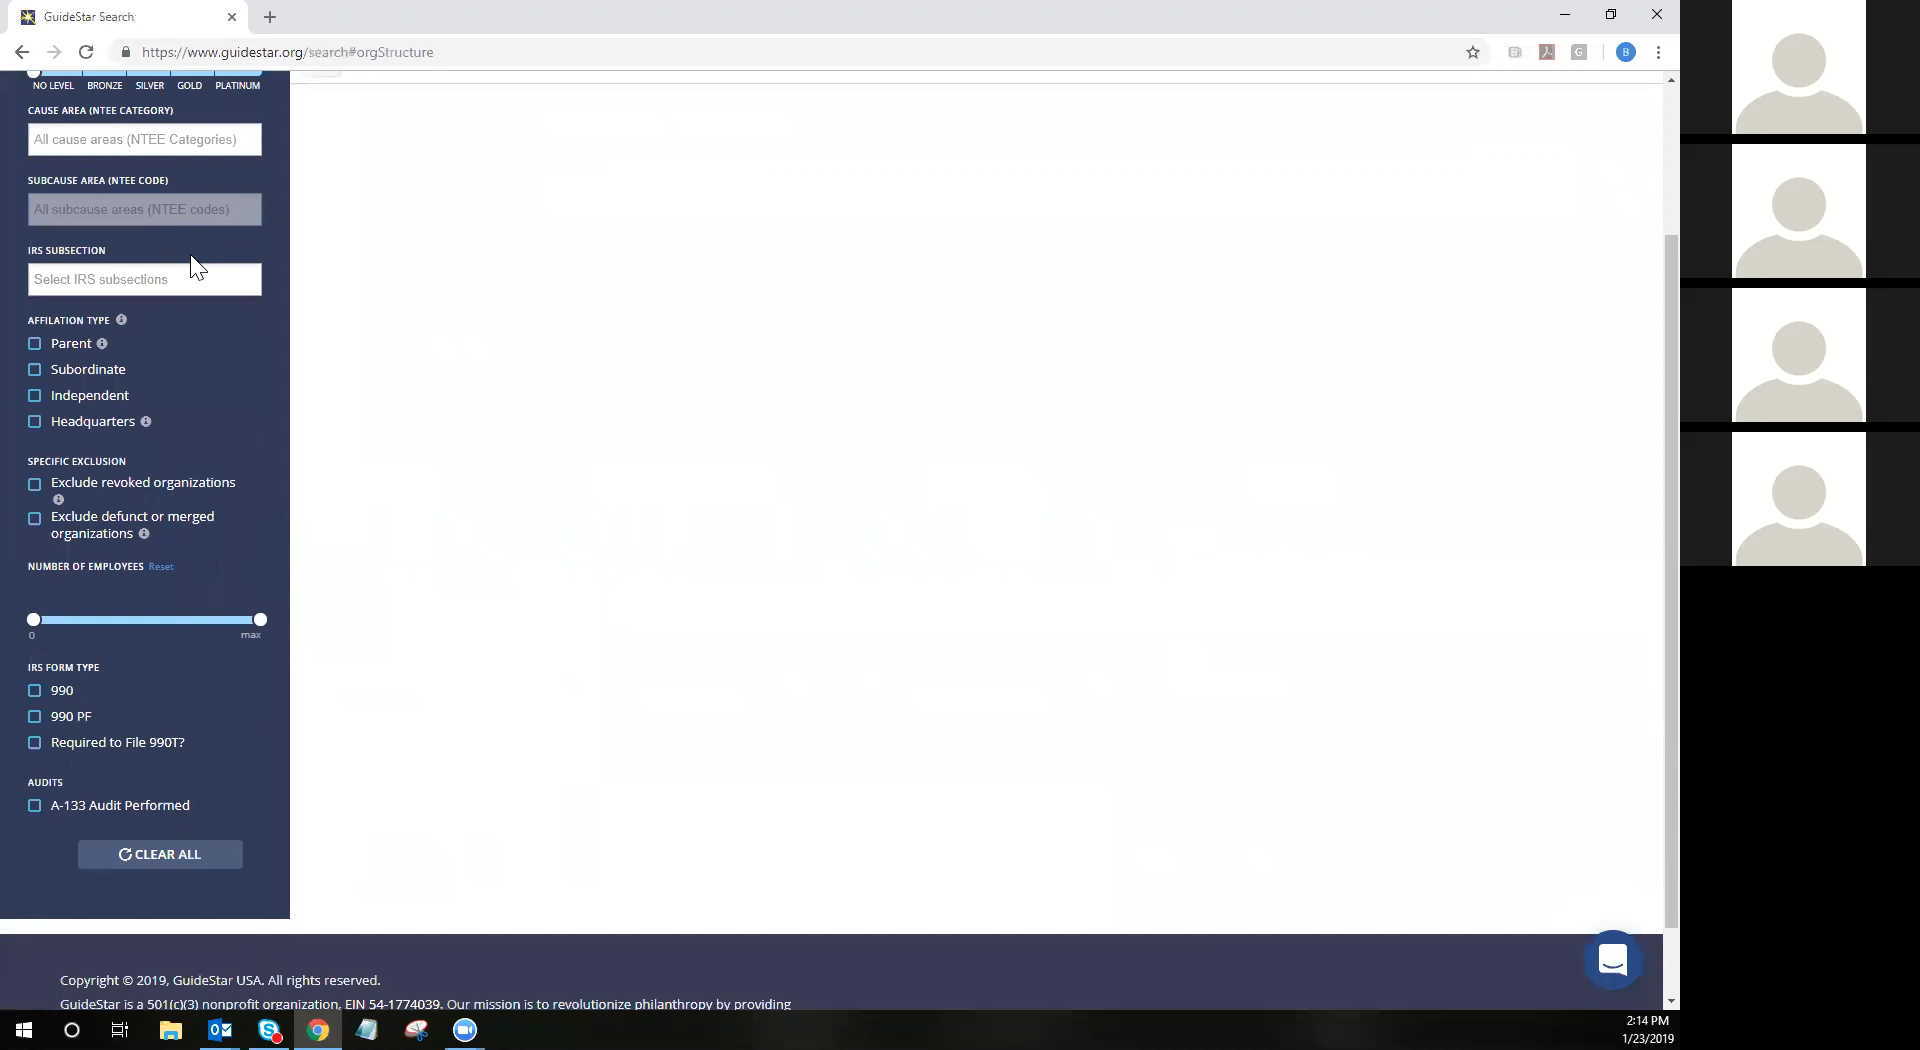 GuideStar Search
https://www.guidestar.org/search#orgStructure
B
NO LEVEL BRONZE SILVER GOLD PLATINUM
CAUSE AREA (NTEE CATEGORY)
All cause areas (NTEE Categories)
SUBCAUSE AREA (NTEE CODE)
All subcause areas (NTEE codes)
IRS SUBSECTION
Select IRS subsections
AFFILATION TYPE
Parent
Subordinate
Independent
Headquarters
SPECIFIC EXCLUSION
Exclude revoked organizations
Exclude defunct or merged
organizations
NUMBER OF EMPLOYEES Reset
0 max
IRS FORM TYPE
990
990 PF
Required to File 990T?
AUDITS
A-133 Audit Performed
CLEAR ALL
Copyright © 2019, GuideStar USA. All rights reserved.
GuideStar is a 501(c)(3) nonprofit organization, EIN 54-1774039. Our mission is to revolutionize philanthropy by providing
2:14 PM
1/23/2019